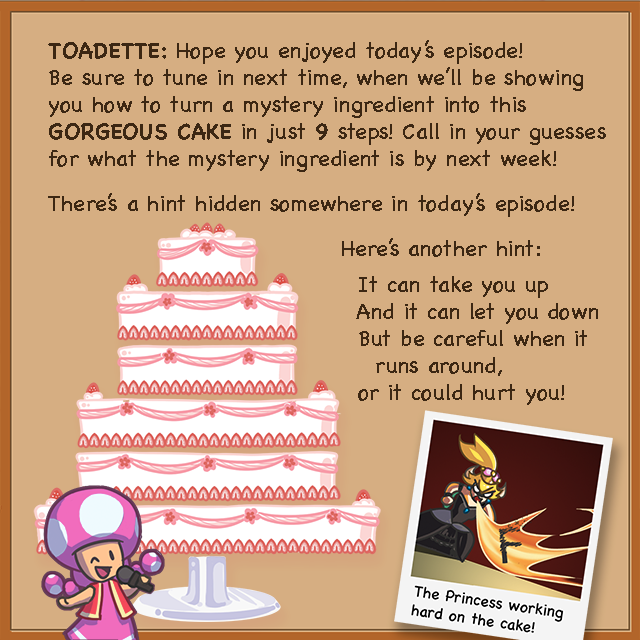 TOADETTE: Hope you enjoyed today's episode!
Be sure to tune in next time, when we'll be showing
you how to turn a mystery ingredient into this
GORGEOUS CAKE in just 9 steps! Call in your guesses
for what the mystery ingredient is by next week!
There's a hint hidden somewhere in today's episode!
Here's another hint:
It can take you up
And it can let you down
But be careful when it
runs around,
or it could hurt you!
The Princess working
hard on the cake!